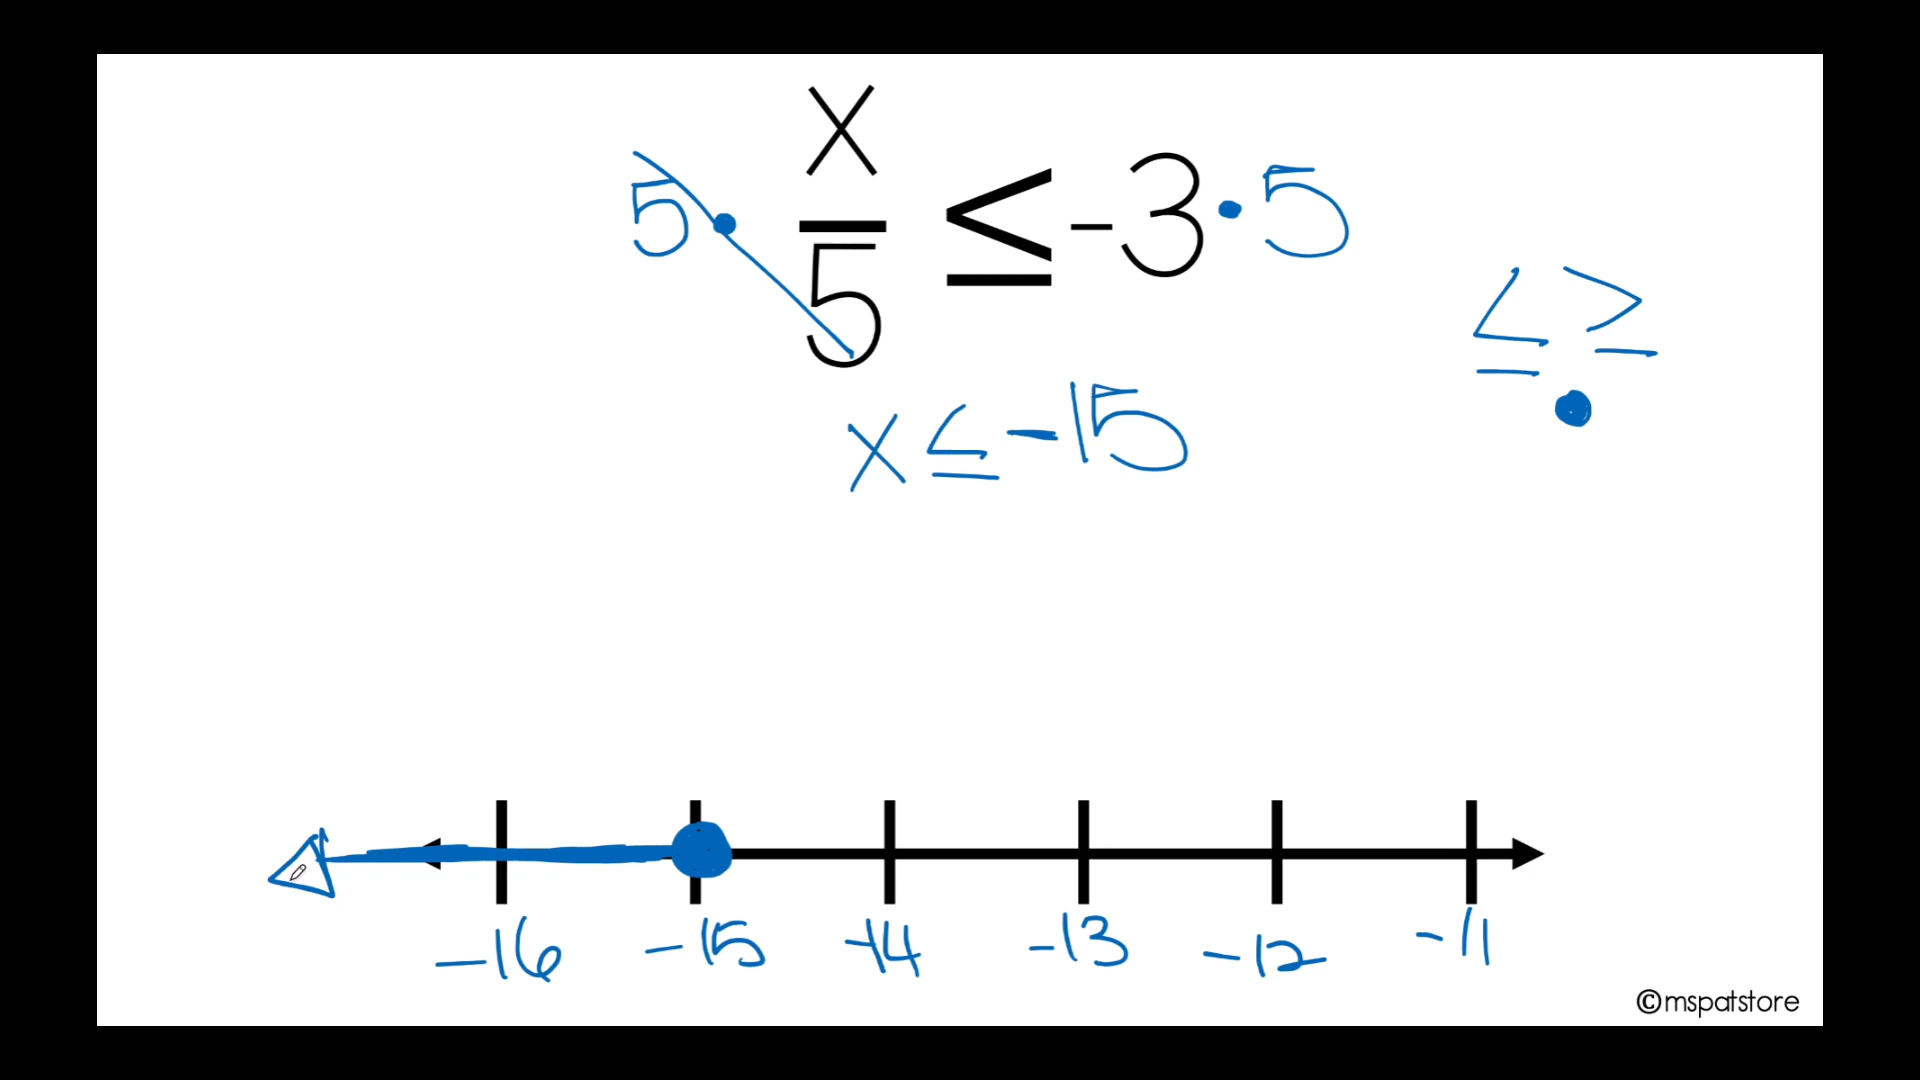 5 • x/5 ≤ -3 • 5
≤ ≥
•
x ≤ -15
-16 -15 -14 -13 -12 -11
©mspatstore